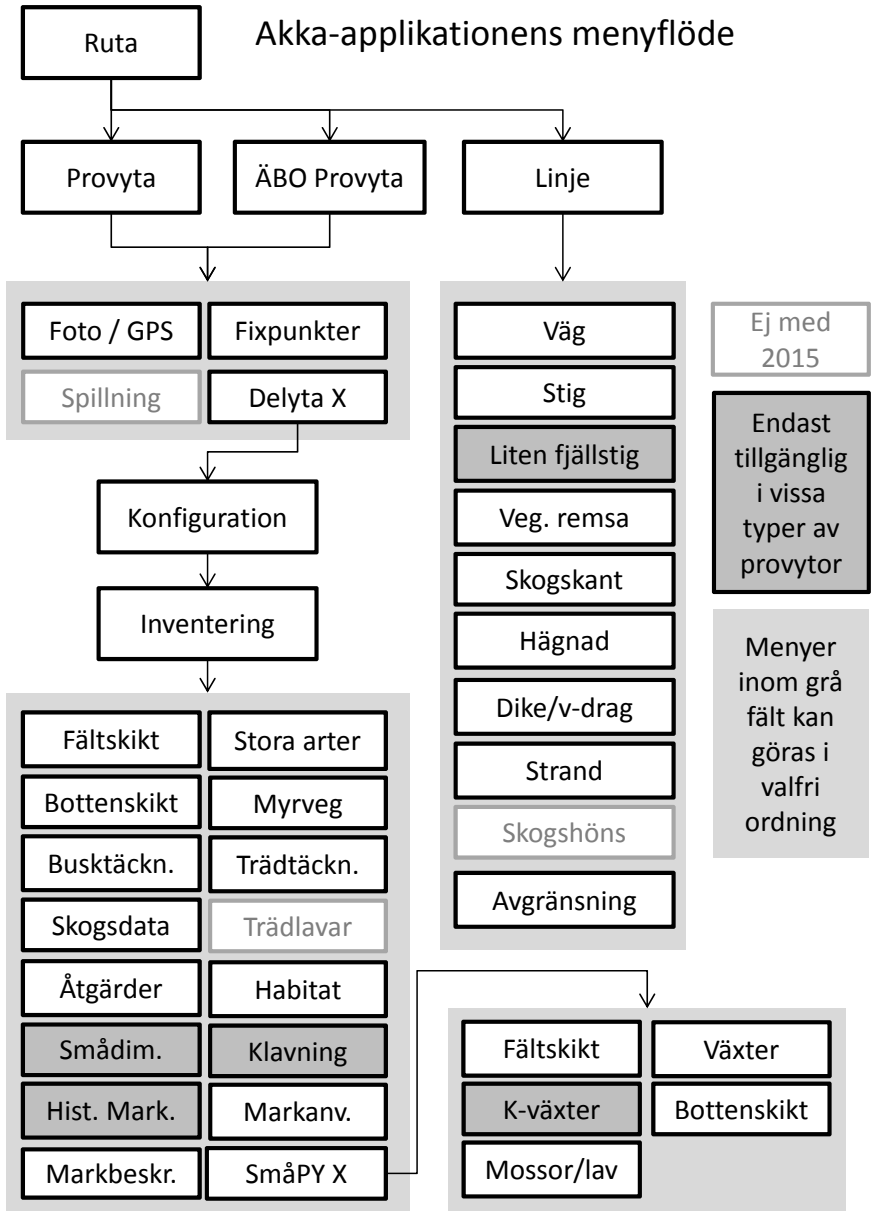 Akka-applikationens menyflöde
Ruta
Provyta
ÄBO Provyta
Linje
Foto / GPS
Fixpunkter
Spillning
Delyta X
Konfiguration
Inventering
Fältskikt
Stora arter
Bottenskikt
Myrveg
Busktäckn.
Trädtäckn.
Skogsdata
Trädlavar
Åtgärder
Habitat
Smådim.
Klavning
Hist. Mark.
Markanv.
Markbeskr.
SmåPY X
Väg
Stig
Liten fjällstig
Veg. remsa
Skogskant
Hägnad
Dike/v-drag
Strand
Skogshöns
Avgränsning
Ej med
2015
Endast
tillgänglig
i vissa
typer av
provytor
Menyer
inom grå
fält kan
göras i
valfri
ordning
Fältskikt
Växter
K-växter
Bottenskikt
Mossor/lav